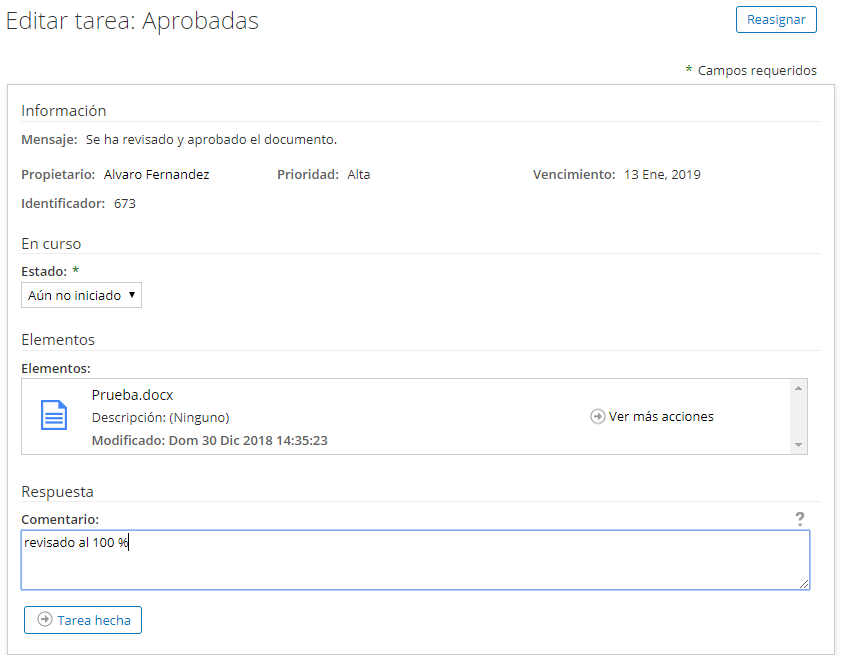 Editar tarea: Aprobadas
Reasignar
* Campos requeridos
Información
Mensaje: Se ha revisado y aprobado el documento.
Propietario: Alvaro Fernandez Prioridad: Alta Vencimiento: 13 Ene, 2019
Identificador: 673
En curso
Estado: *
Aún no iniciado
Elementos
Elementos:
Prueba.docx
Descripción: (Ninguno)
Ver más acciones
Modificado: Dom 30 Dic 2018 14:35:23
Respuesta
Comentario: ?
revisado al 100 %
Tarea hecha